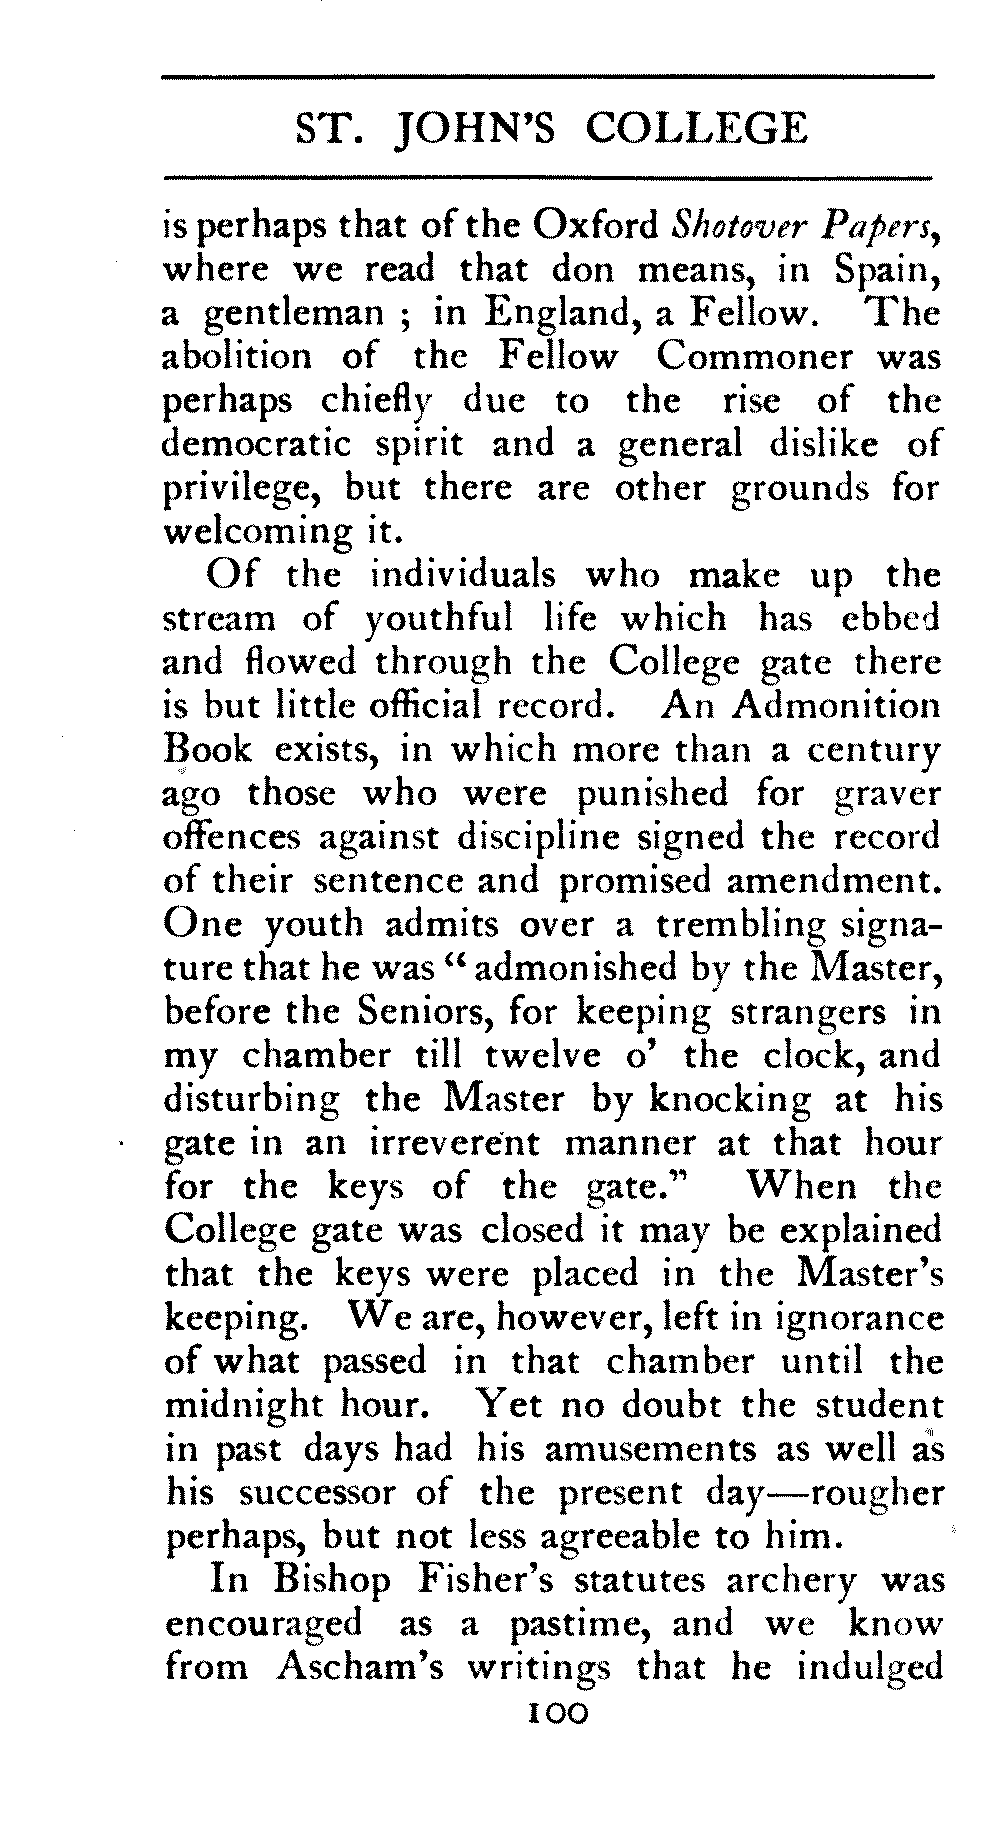 ST. JOHN'S COLLEGE
is perhaps that of the Oxford Shotover Papers,
where we read that don means, in Spain,
a gentleman ; in England, a Fellow. The
abolition of the Fellow Commoner was
perhaps chiefly due to the rise of the
democratic spirit and a general dislike of
privilege, but there are other grounds for
welcoming it.
Of the individuals who make up the
stream of youthful life which has ebbed
and flowed through the College gate there
is but little official record. An Admonition
Book exists, in which more than a century
ago those who were punished for graver
offences against discipline signed the record
of their sentence and promised amendment.
One youth admits over a trembling signa-
ture that he was “ admonished by the Master,
before the Seniors, for keeping strangers in
my chamber till twelve o’ the clock, and
disturbing the Master by knocking at his
gate in an irreverent manner at that hour
for the keys of the gate.” When the
College gate was closed it may be explained
that the keys were placed in the Master’s
keeping. We are, however, left in ignorance
of what passed in that chamber until the
midnight hour. Yet no doubt the student
in past days had his amusements as well as
his successor of the present day—rougher
perhaps, but not less agreeable to him.
In Bishop Fisher’s statutes archery was
encouraged as a pastime, and we know
from Ascham’s writings that he indulged
100